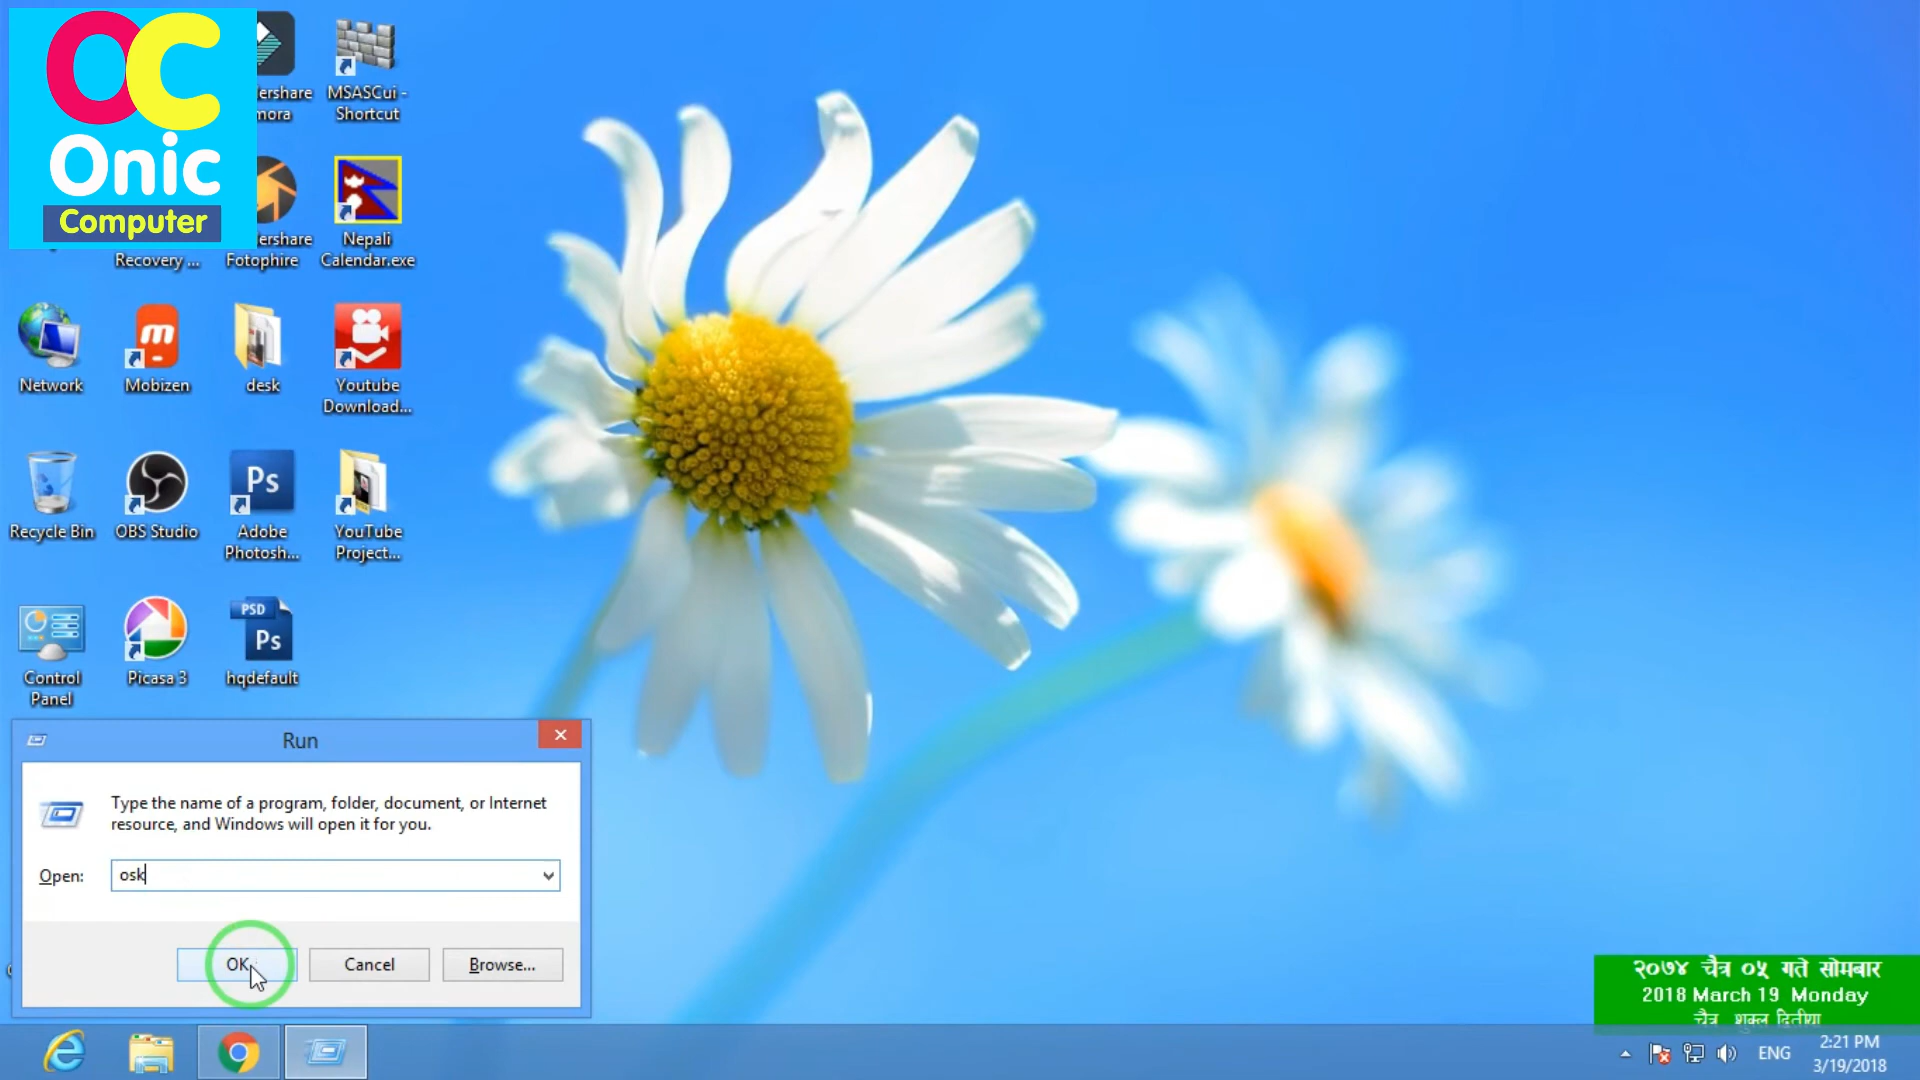 OC
Onic
Computer
ershare
mora
MSASCui -
Shortcut
Recovery ...
ershare
Fotophire
Nepali
Calendar.exe
Network
Mobizen
desk
Youtube
Download...
Recycle Bin
OBS Studio
Ps
Adobe
Photosh...
YouTube
Project...
Control
Panel
Picasa 3
PSD
Ps
hqdefault
Run
Type the name of a program, folder, document, or Internet
resource, and Windows will open it for you.
Open:
osk
OK
Cancel
Browse...
२०७४ चैत्र ०५ गते सोमबार
2018 March 19 Monday
चैत्र शुक्ल द्वितीया
ENG
2:21 PM
3/19/2018